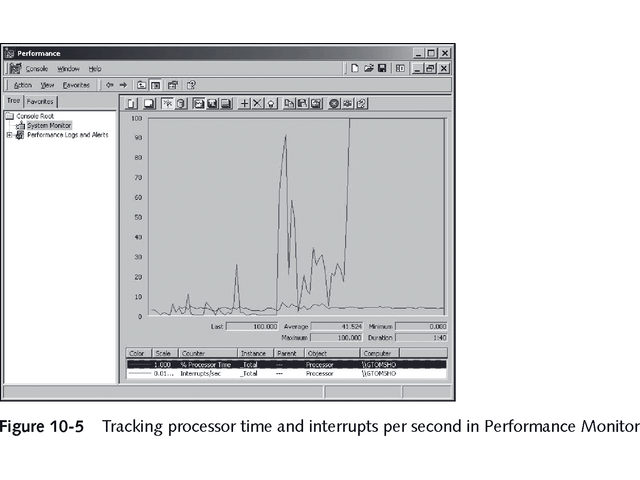 Performance
Console Window Help
Action View Favorites
Tree Favorites
Console Root
System Monitor
Performance Logs and Alerts
100
90
80
70
60
50
40
30
20
10
0
Last 100.000 Average 41.524 Minimum 0.000
Maximum 100.000 Duration 1:40
Color Scale Counter Instance Parent Object Computer
1.000 % Processor Time _Total --- Processor \\GTOMSHO
0.01... Interrupts/sec _Total --- Processor \\GTOMSHO
Figure 10-5 Tracking processor time and interrupts per second in Performance Monitor